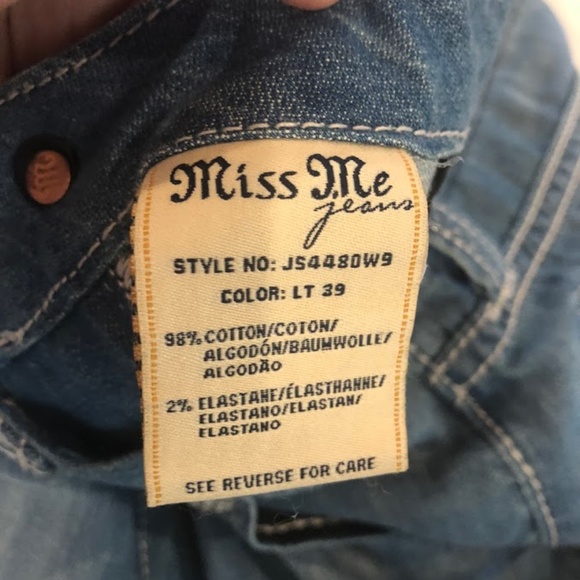 Miss Me
jeans
STYLE NO: JS4480W9
COLOR: LT 39
98% COTTON/COTON/
ALGODÓN/BAUMWOLLE/
ALGODÃO
2% ELASTANE/ÉLASTHANNE/
ELASTANO/ELASTAN/
ELASTANO
SEE REVERSE FOR CARE